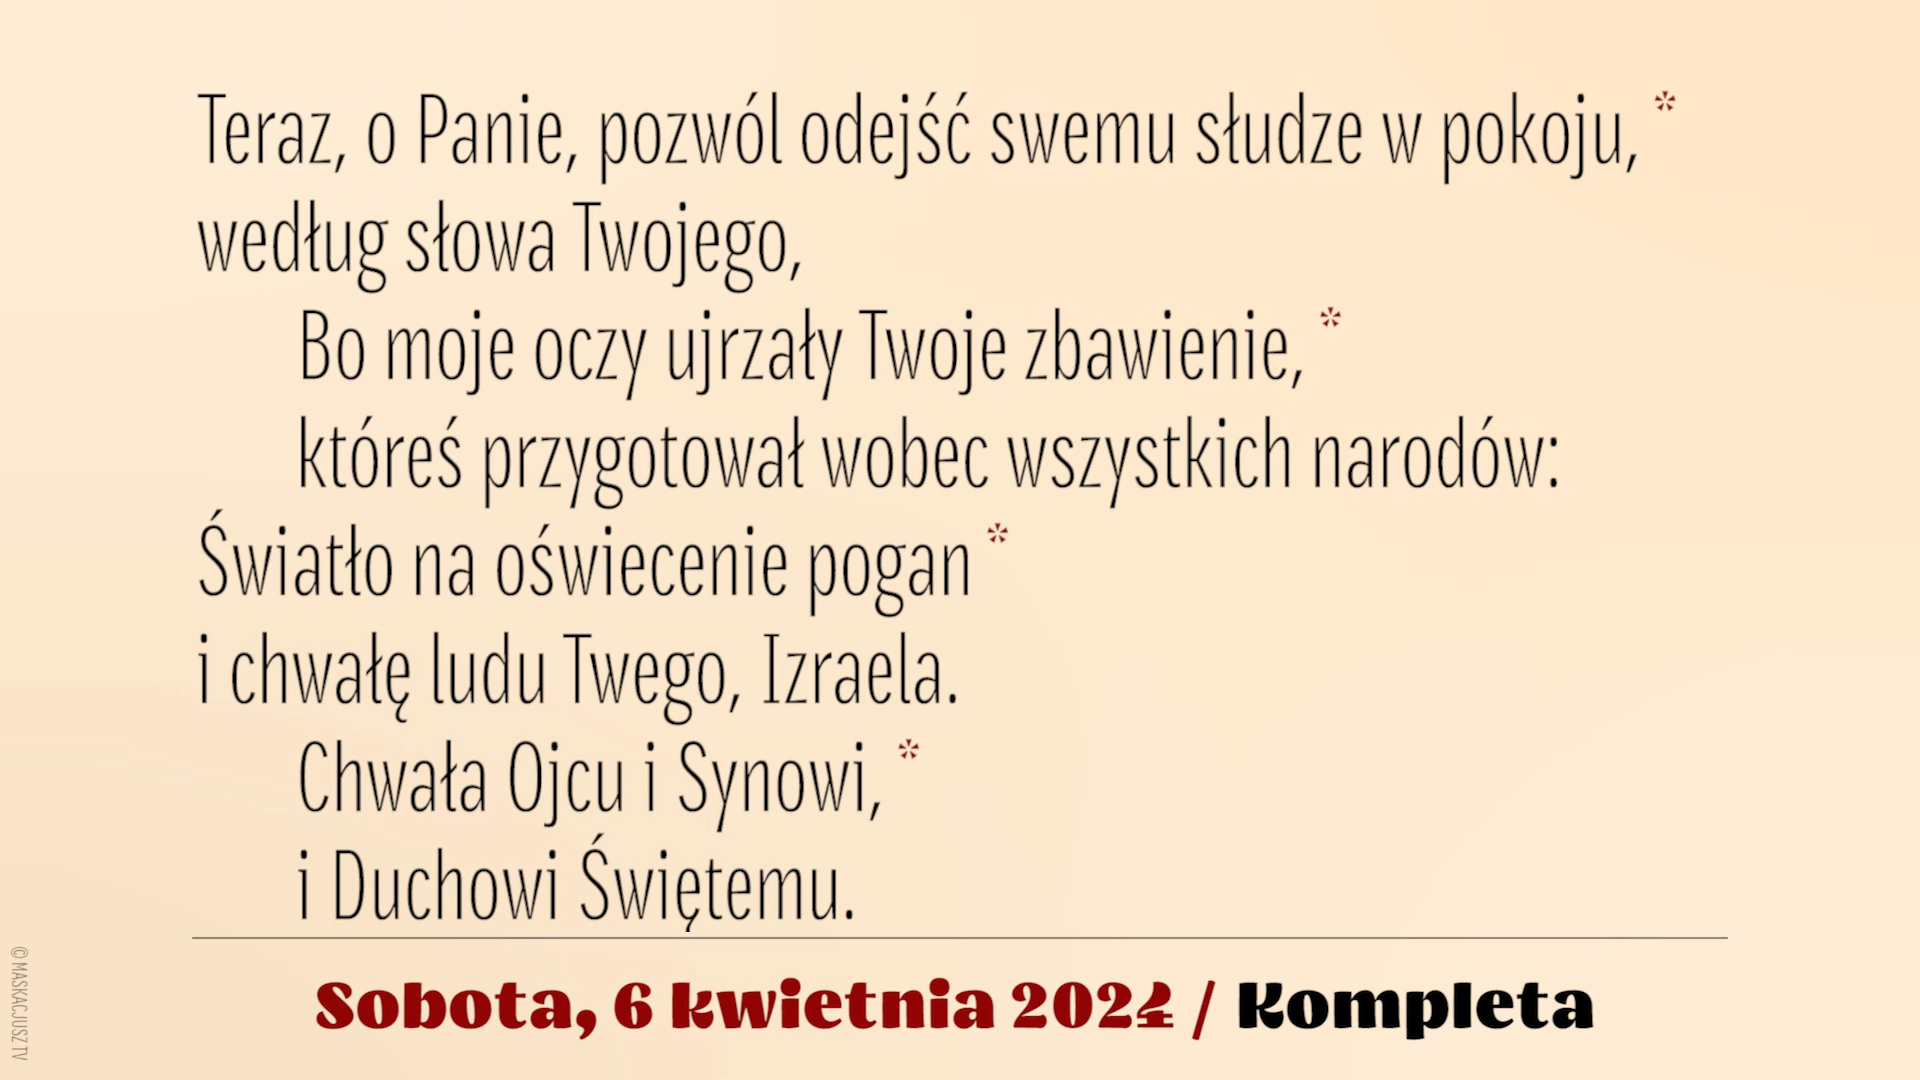 Teraz, o Panie, pozwól odejść swemu słudze w pokoju, *
według słowa Twojego,
Bo moje oczy ujrzały Twoje zbawienie, *
któreś przygotował wobec wszystkich narodów:
Światło na oświecenie pogan *
i chwałę ludu Twego, Izraela.
Chwała Ojcu i Synowi, *
i Duchowi Świętemu.
Sobota, 6 kwietnia 2024 / Kompleta
© MASKACJUSZ TV